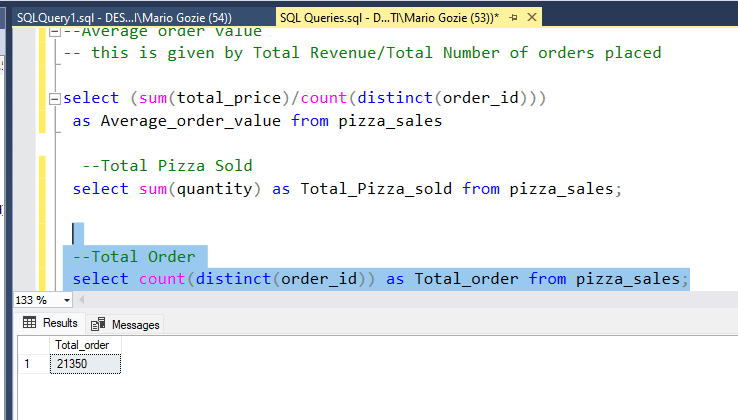 SQLQuery1.sql - DES...I\Mario Gozie (54))
SQL Queries.sql - D...TI\Mario Gozie (53))*
--Average order value
-- this is given by Total Revenue/Total Number of orders placed
select (sum(total_price)/count(distinct(order_id)))
as Average_order_value from pizza_sales
--Total Pizza Sold
select sum(quantity) as Total_Pizza_sold from pizza_sales;
--Total Order
select count(distinct(order_id)) as Total_order from pizza_sales;
133 %
Results Messages
Total_order
1 21350